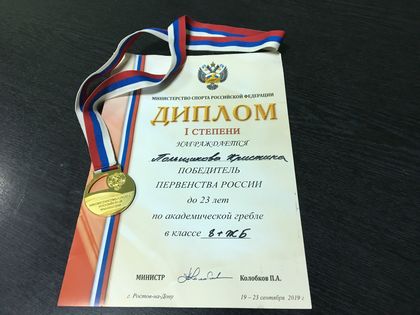 МИНИСТЕРСТВО СПОРТА РОССИЙСКОЙ ФЕДЕРАЦИИ
ДИПЛОМ
I СТЕПЕНИ
НАГРАЖДАЕТСЯ
Польщикова Кристина
ПОБЕДИТЕЛЬ
ПЕРВЕНСТВА РОССИИ
до 23 лет
по академической гребле
в классе 8+ЖБ
МИНИСТР Колобков П.А.
г. Ростов-на-Дону 19 – 23 сентября 2019 г